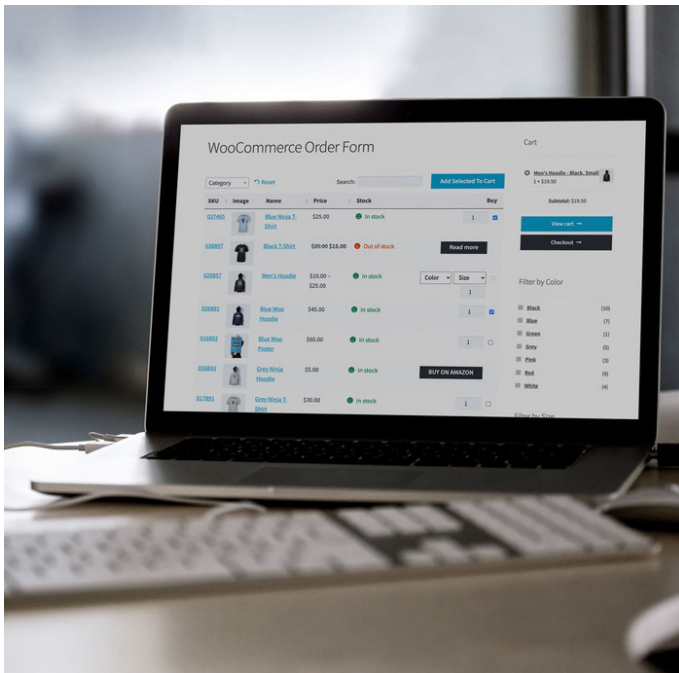 WooCommerce Order Form
Category
Reset
Search:
Add Selected To Cart
SKU Image Name Price Stock Buy
037465 Blue Ninja T-Shirt $25.00 In stock 1
Black T-Shirt $20.00 $15.00 Out of stock Read more
026857 Men's Hoodie $10.00 – $25.00 In stock Color Size
1
026891 Blue Woo Hoodie $45.00 In stock 1
016892 Blue Woo Poster $60.00 In stock 1
026893 Grey Ninja Hoodie $5.00 In stock BUY ON AMAZON
017891 Grey Ninja T-Shirt $30.00 In stock 1
Cart
Men's Hoodie - Black, Small
1 × $19.50
Subtotal: $19.50
View cart →
Checkout →
Filter by Color
Black (10)
Blue (7)
Green (1)
Grey (5)
Pink (3)
Red (9)
White (4)
Filter by Size